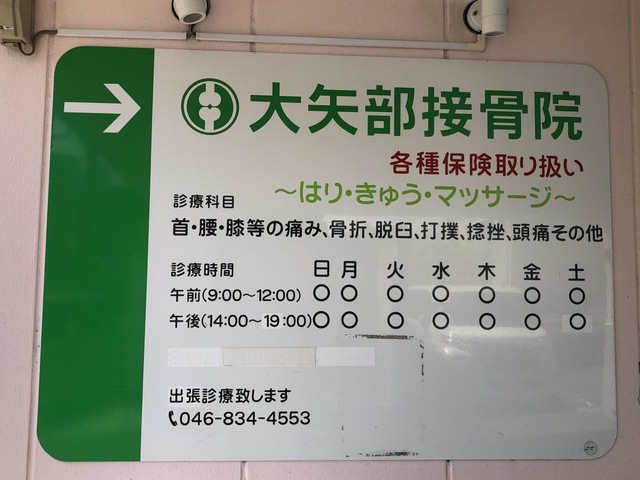 大矢部接骨院
各種保険取り扱い
～はり・きゅう・マッサージ～
診療科目
首・腰・膝等の痛み、骨折、脱臼、打撲、捻挫、頭痛その他
診療時間 日 月 火 水 木 金 土
午前(9:00～12:00) ○ ○ ○ ○ ○ ○ ○
午後(14:00～19:00) ○ ○ ○ ○ ○ ○ ○
出張診療致します
046-834-4553